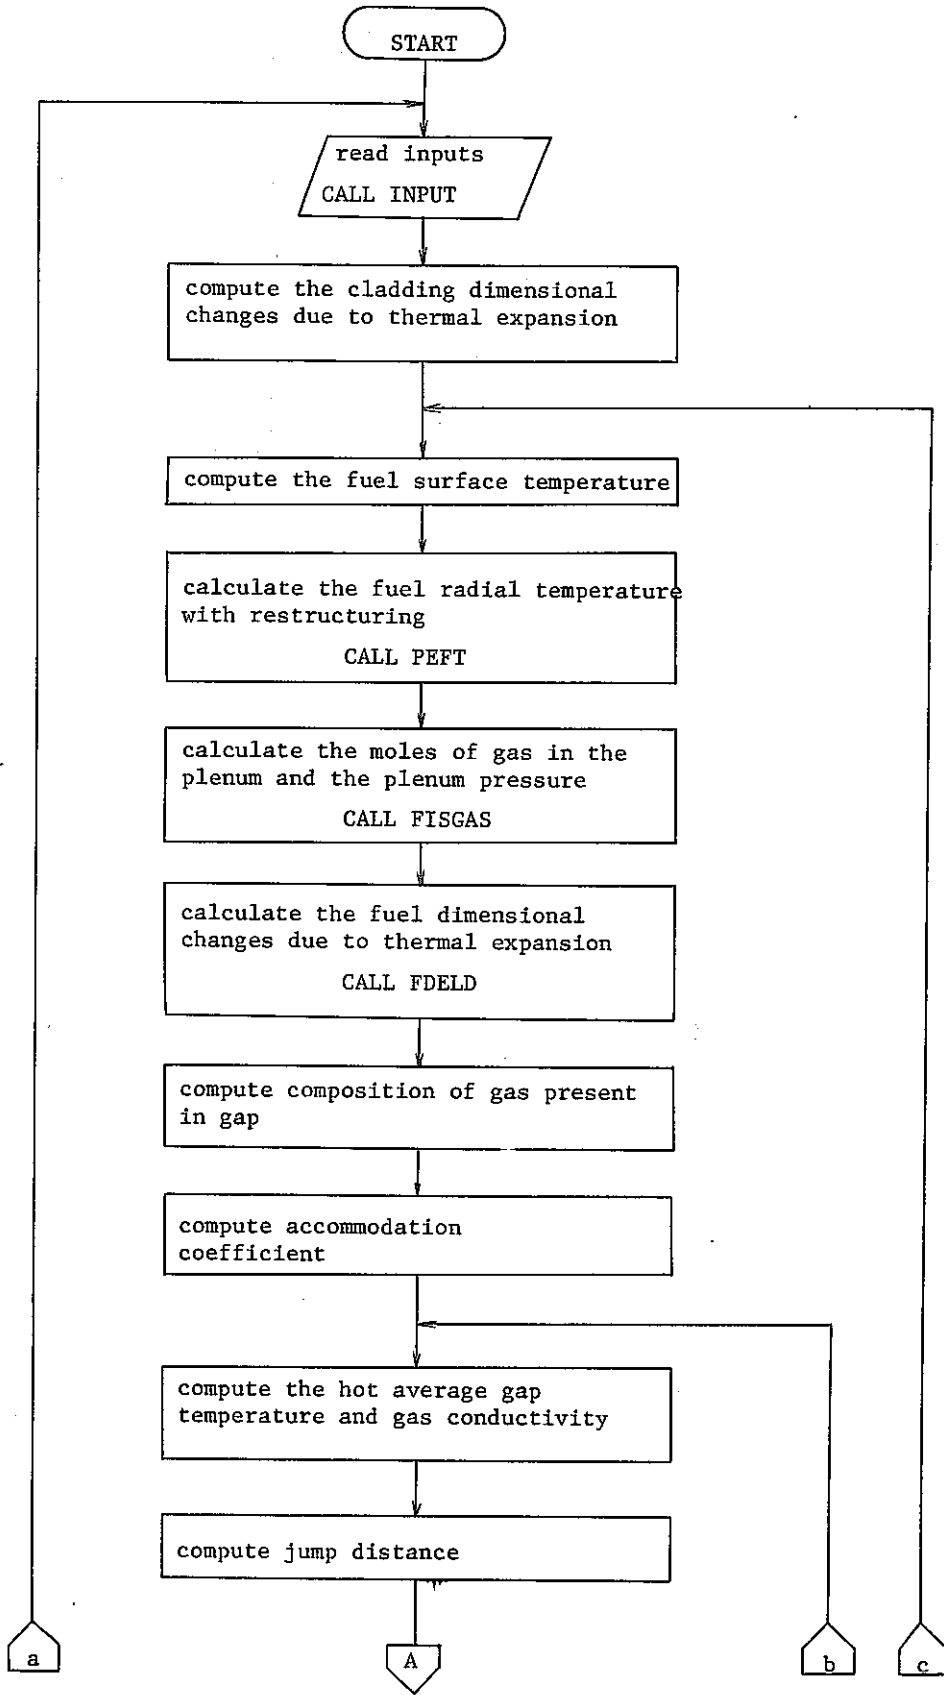 START
read inputs
CALL INPUT
compute the cladding dimensional
changes due to thermal expansion
compute the fuel surface temperature
calculate the fuel radial temperature
with restructuring
CALL PEFT
calculate the moles of gas in the
plenum and the plenum pressure
CALL FISGAS
calculate the fuel dimensional
changes due to thermal expansion
CALL FDELD
compute composition of gas present
in gap
compute accommodation
coefficient
compute the hot average gap
temperature and gas conductivity
compute jump distance
a
A
b
c